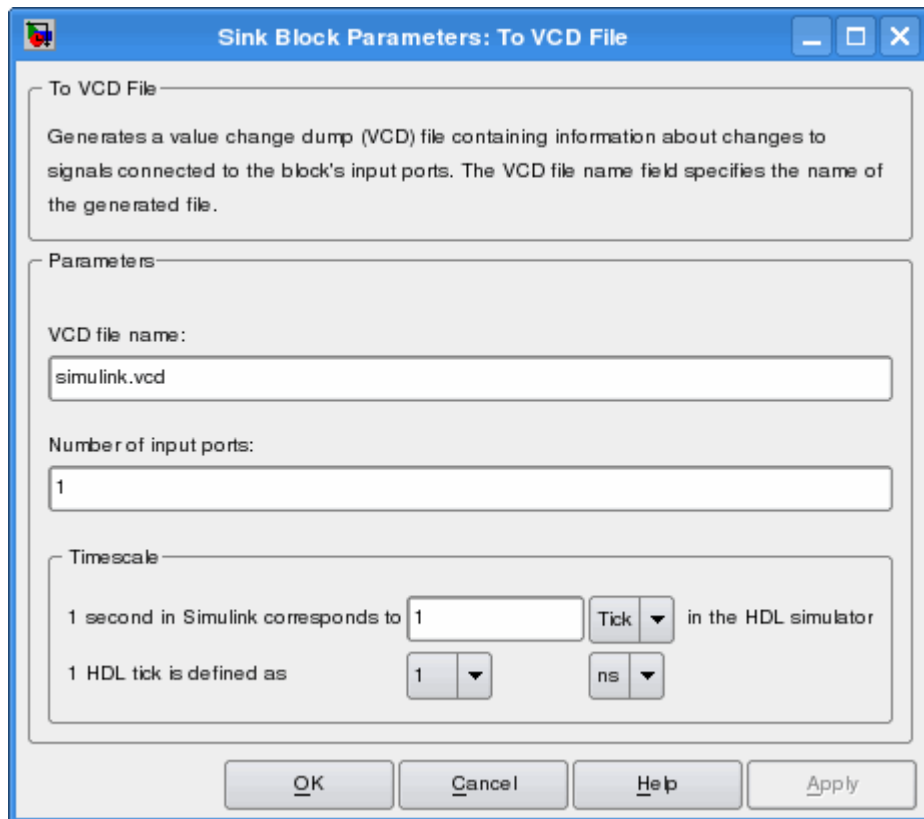 Sink Block Parameters: To VCD File
To VCD File
Generates a value change dump (VCD) file containing information about changes to
signals connected to the block's input ports. The VCD file name field specifies the name of
the generated file.
Parameters
VCD file name:
simulink.vcd
Number of input ports:
1
Timescale
1 second in Simulink corresponds to 1 Tick in the HDL simulator
1 HDL tick is defined as 1 ns
OK Cancel Help Apply